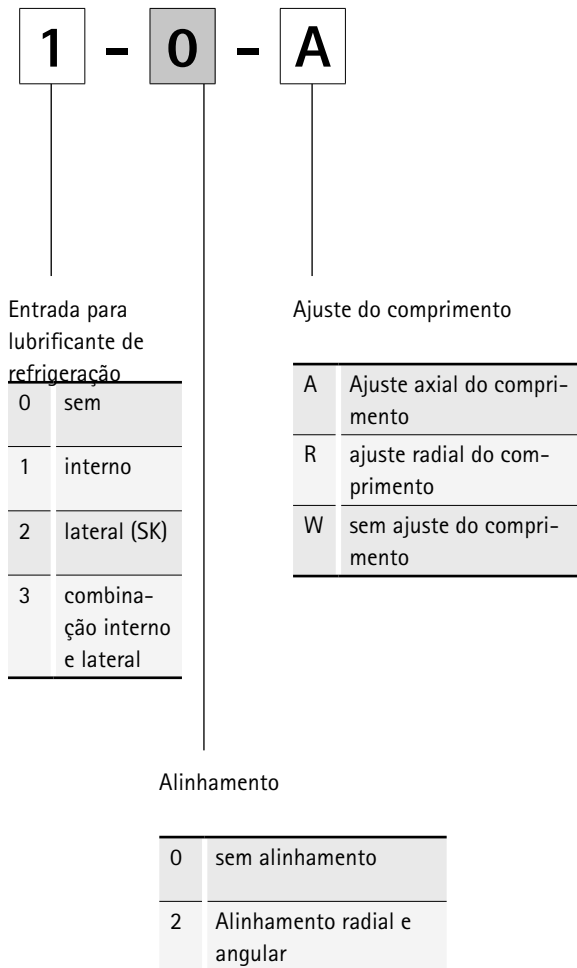 1 - 0 - A
Entrada para
lubrificante de
refrigeração
0 sem
1 interno
2 lateral (SK)
3 combina-
ção interno
e lateral
Ajuste do comprimento
A Ajuste axial do compri-
mento
R ajuste radial do com-
primento
W sem ajuste do compri-
mento
Alinhamento
0 sem alinhamento
2 Alinhamento radial e
angular